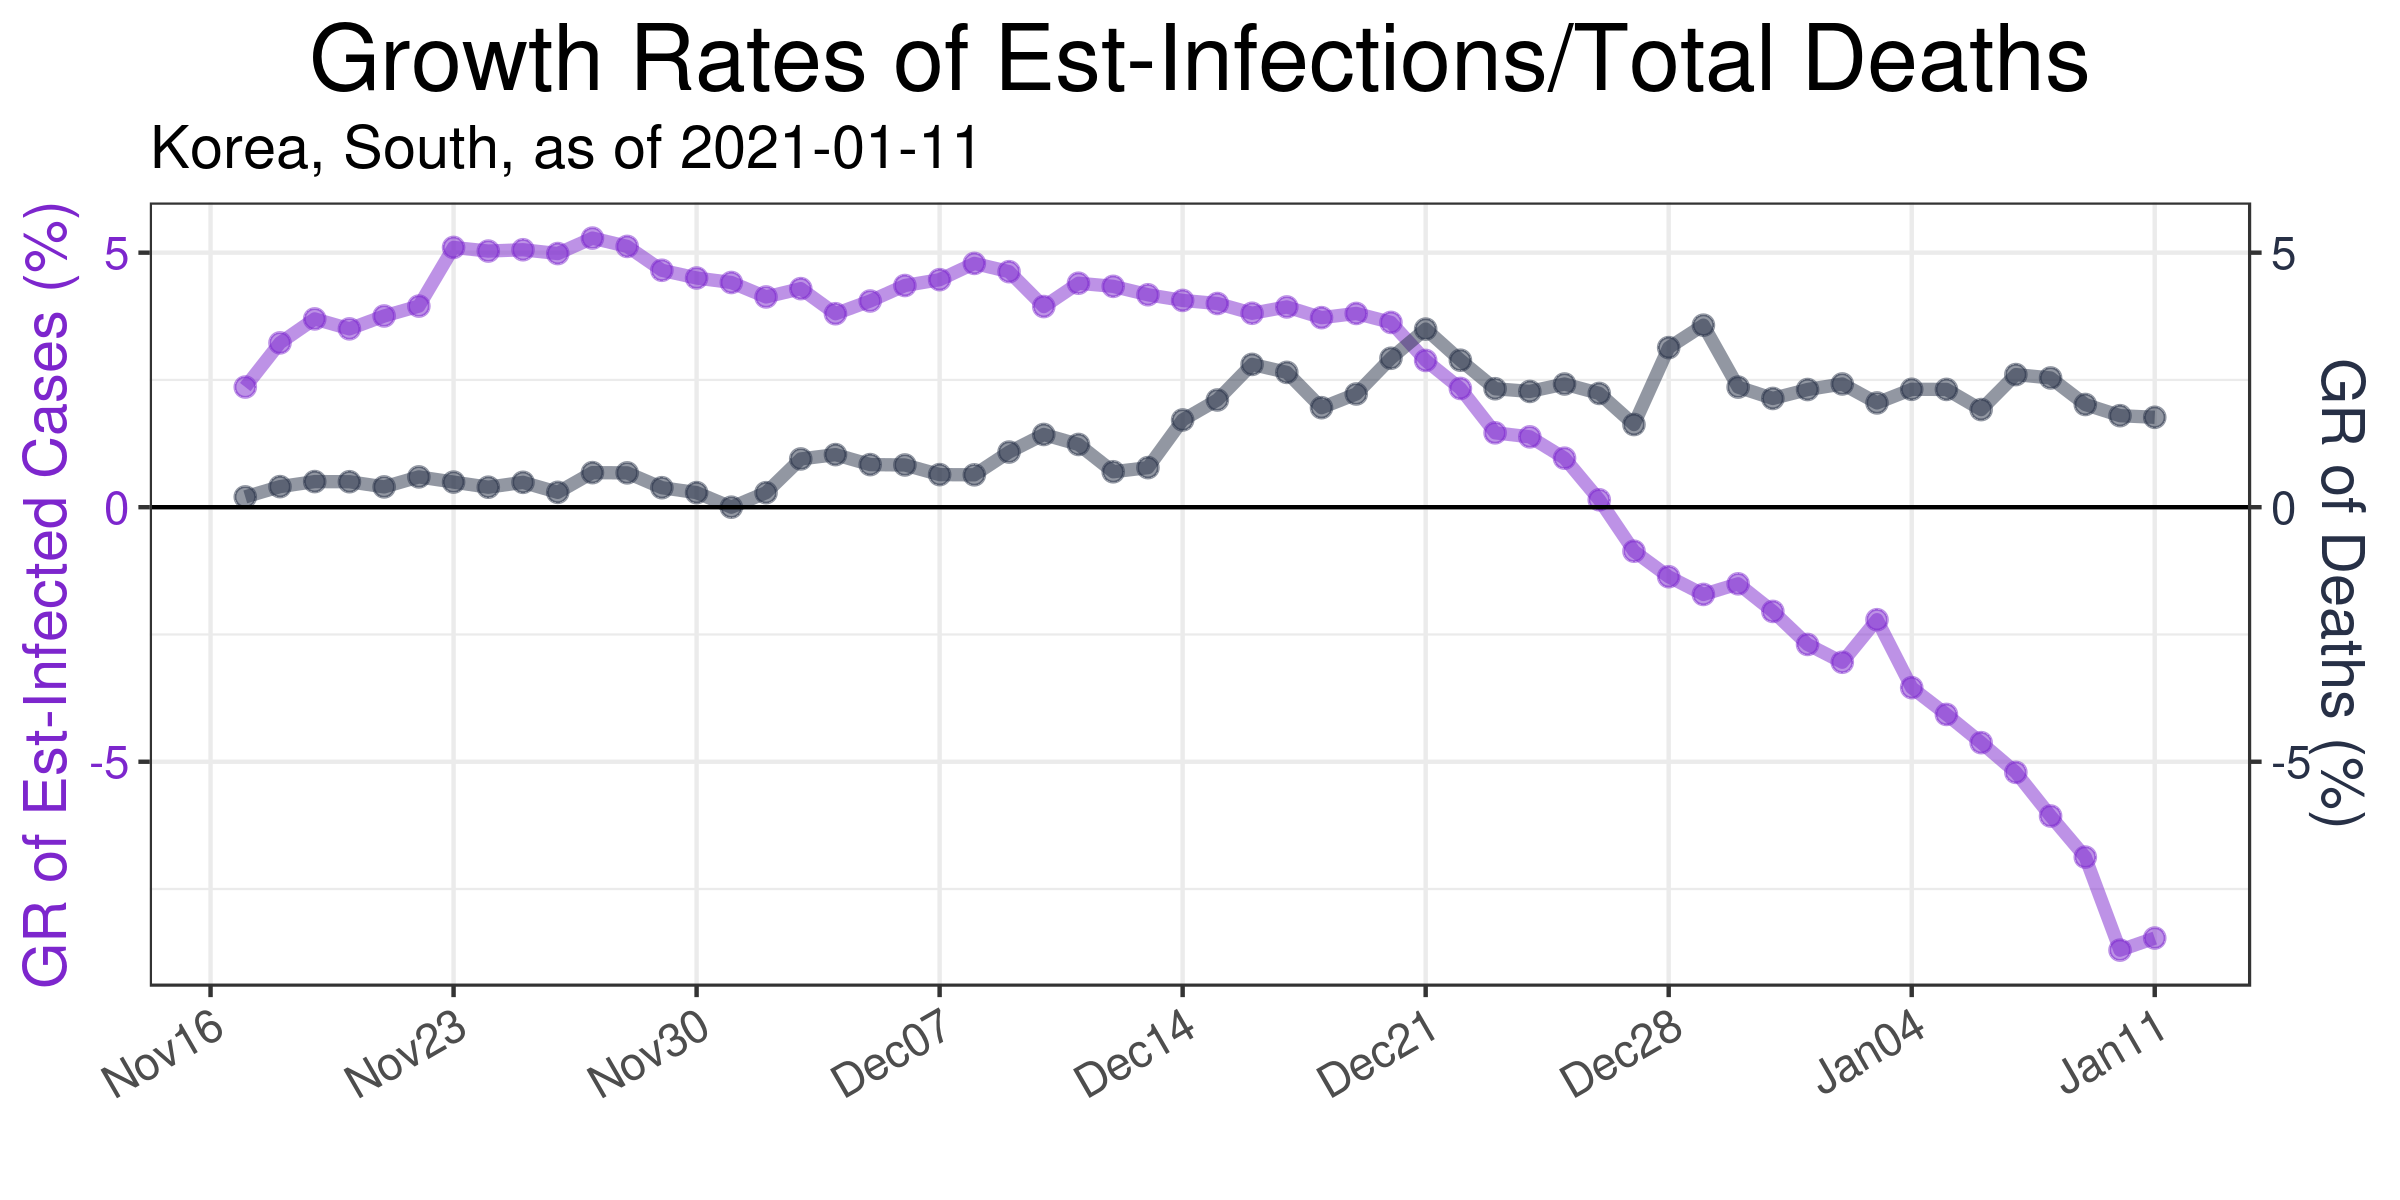 Growth Rates of Est-Infections/Total Deaths
Korea, South, as of 2021-01-11
GR of Est-Infected Cases (%)
5
0
-5
5
0
-5
GR of Deaths (%)
Nov16
Nov23
Nov30
Dec07
Dec14
Dec21
Dec28
Jan04
Jan11